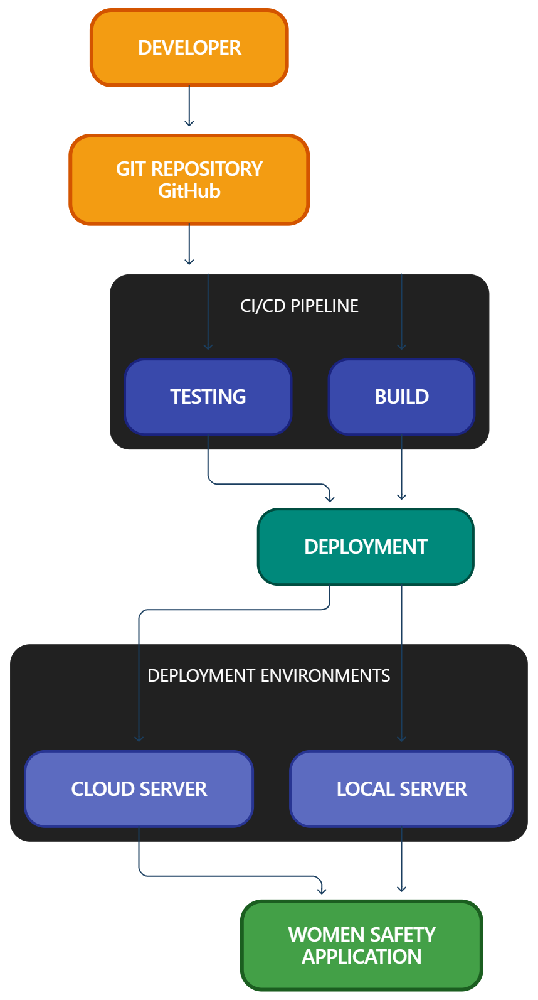 DEVELOPER
GIT REPOSITORY
GitHub
CI/CD PIPELINE
TESTING
BUILD
DEPLOYMENT
DEPLOYMENT ENVIRONMENTS
CLOUD SERVER
LOCAL SERVER
WOMEN SAFETY
APPLICATION